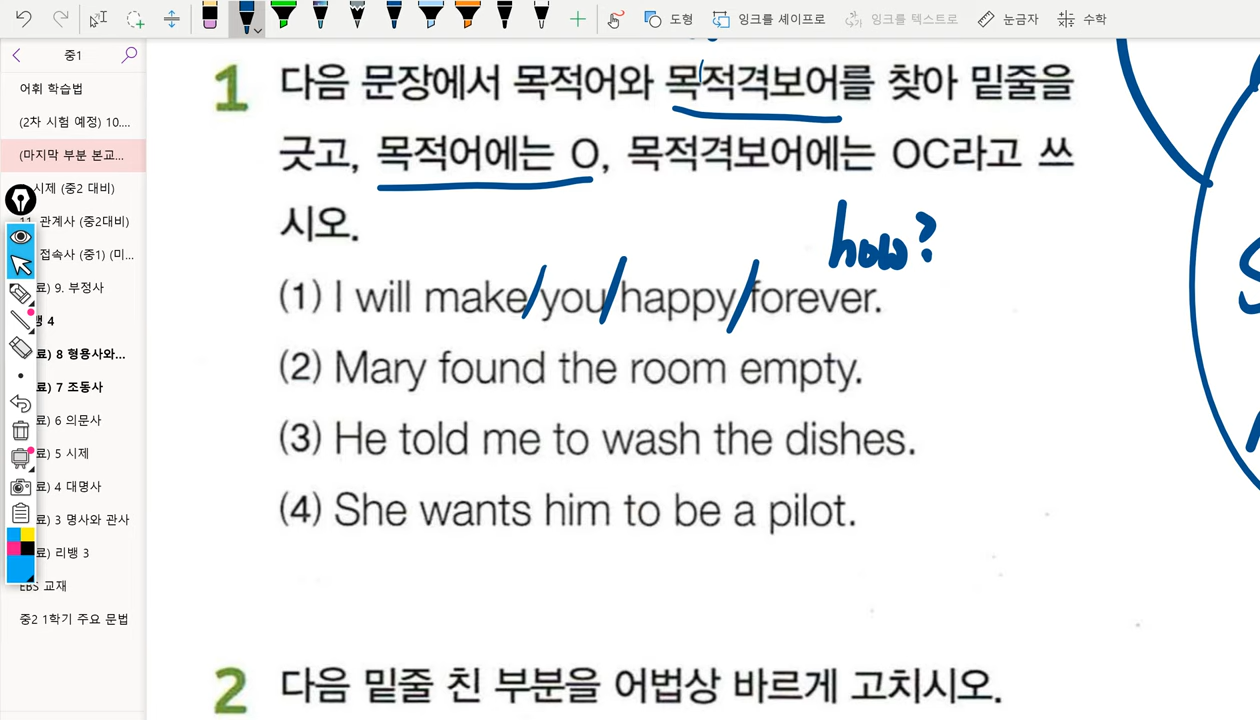 도형
잉크를 셰이프로
잉크를 텍스트로
눈금자
수학
중1
어휘 학습법
(2차 시험 예정) 10....
(마지막 부분 본교...
시제 (중2 대비)
관계사 (중2대비)
접속사 (중1) (미...
료) 9. 부정사
뱅 4
료) 8 형용사와...
료) 7 조동사
료) 6 의문사
료) 5 시제
료) 4 대명사
료) 3 명사와 관사
료) 리뱅 3
EBS 교재
중2 1학기 주요 문법
1 다음 문장에서 목적어와 목적격보어를 찾아 밑줄을
긋고, 목적어에는 O, 목적격보어에는 OC라고 쓰
시오.
how?
(1) I will make/you/happy/forever.
(2) Mary found the room empty.
(3) He told me to wash the dishes.
(4) She wants him to be a pilot.
2 다음 밑줄 친 부분을 어법상 바르게 고치시오.